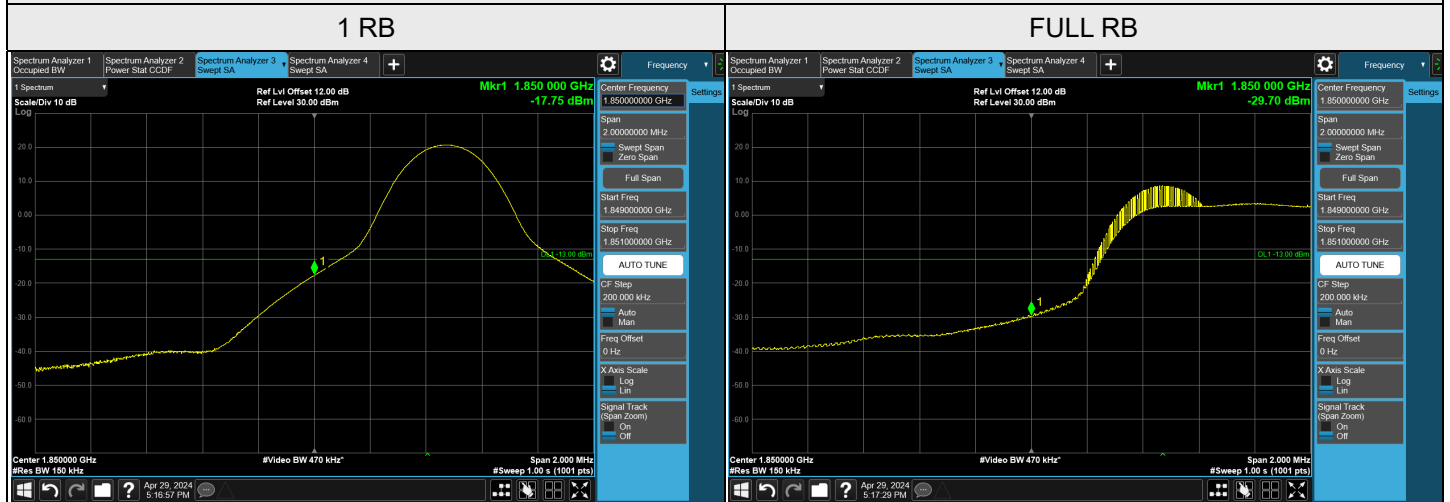 1 RB
FULL RB
Spectrum Analyzer 1
Occupied BW
Spectrum Analyzer 2
Power Stat CCDF
Spectrum Analyzer 3
Swept SA
Spectrum Analyzer 4
Swept SA
+
Frequency
1 Spectrum
Scale/Div 10 dB
Log
Ref Lvl Offset 12.00 dB
Ref Level 30.00 dBm
Mkr1 1.850 000 GHz
-17.75 dBm
20.0
10.0
0.00
-10.0
-20.0
-30.0
-40.0
-50.0
-60.0
1
DL1 -13.00 dBm
Center 1.850000 GHz
#Res BW 150 kHz
#Video BW 470 kHz*
Span 2.000 MHz
#Sweep 1.00 s (1001 pts)
Settings
Center Frequency
1.850000000 GHz
Span
2.00000000 MHz
Swept Span
Zero Span
Full Span
Start Freq
1.849000000 GHz
Stop Freq
1.851000000 GHz
AUTO TUNE
CF Step
200.000 kHz
Auto
Man
Freq Offset
0 Hz
X Axis Scale
Log
Lin
Signal Track
(Span Zoom)
On
Off
?
Apr 29, 2024
5:16:57 PM
Spectrum Analyzer 1
Occupied BW
Spectrum Analyzer 2
Power Stat CCDF
Spectrum Analyzer 3
Swept SA
Spectrum Analyzer 4
Swept SA
+
Frequency
1 Spectrum
Scale/Div 10 dB
Log
Ref Lvl Offset 12.00 dB
Ref Level 30.00 dBm
Mkr1 1.850 000 GHz
-29.70 dBm
20.0
10.0
0.00
-10.0
-20.0
-30.0
-40.0
-50.0
-60.0
1
DL1 -13.00 dBm
Center 1.850000 GHz
#Res BW 150 kHz
#Video BW 470 kHz*
Span 2.000 MHz
#Sweep 1.00 s (1001 pts)
Settings
Center Frequency
1.850000000 GHz
Span
2.00000000 MHz
Swept Span
Zero Span
Full Span
Start Freq
1.849000000 GHz
Stop Freq
1.851000000 GHz
AUTO TUNE
CF Step
200.000 kHz
Auto
Man
Freq Offset
0 Hz
X Axis Scale
Log
Lin
Signal Track
(Span Zoom)
On
Off
?
Apr 29, 2024
5:17:29 PM